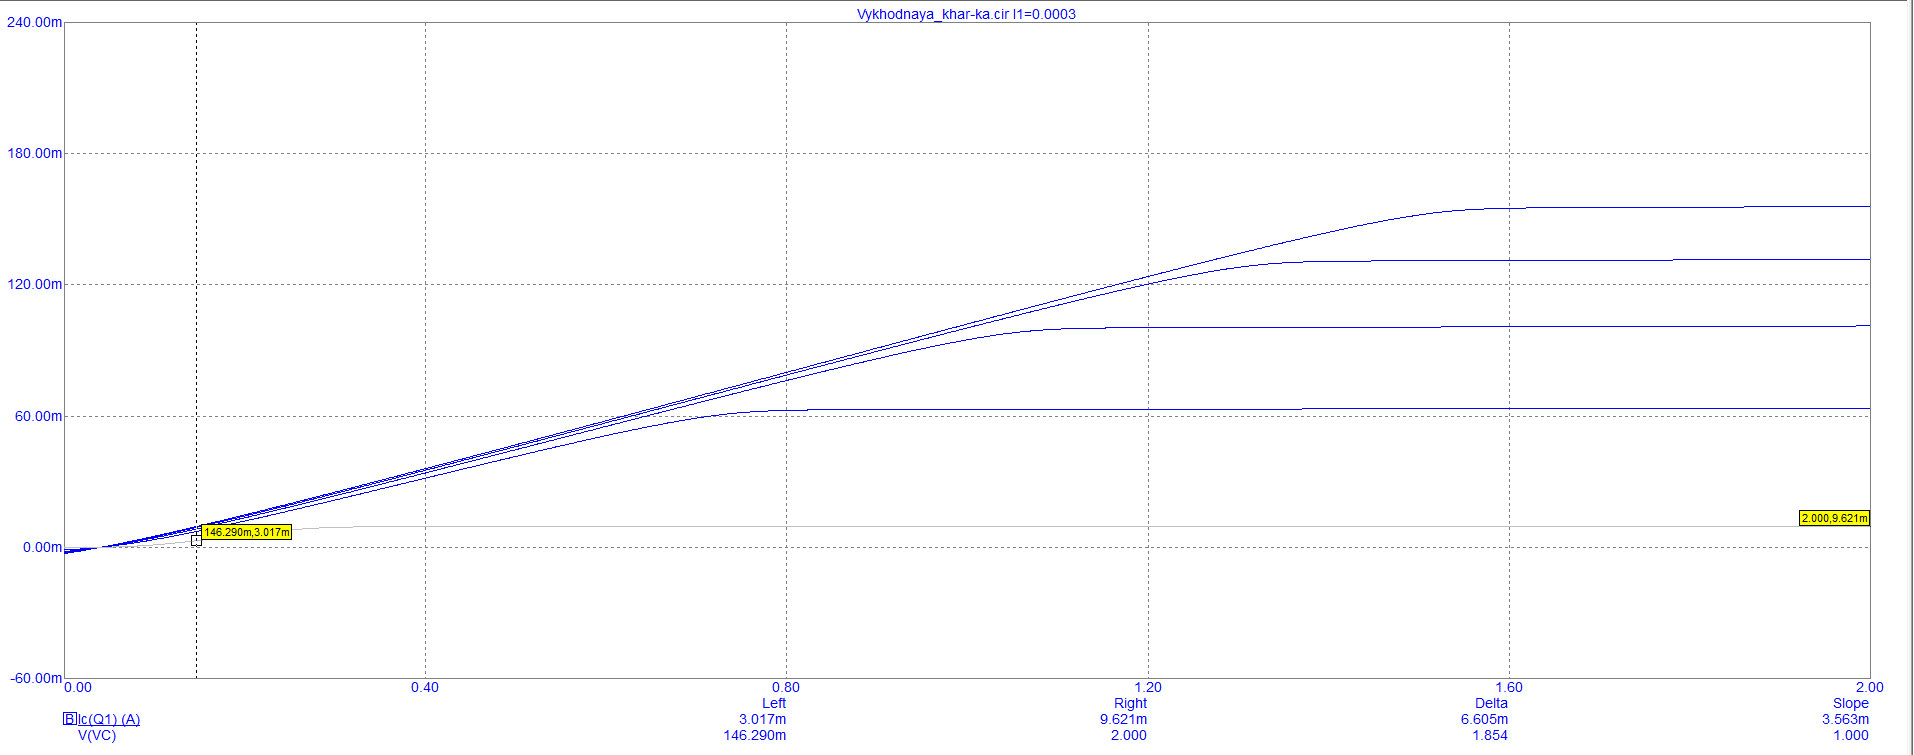 Vykhodnaya_khar-ka.cir I1=0.0003
240.00m
180.00m
120.00m
60.00m
0.00m
-60.00m
146.290m,3.017m
2.000,9.621m
0.00 0.40 0.80 1.20 1.60 2.00
Left Right Delta Slope
B Ic(Q1) (A) 3.017m 9.621m 6.605m 3.563m
V(VC) 146.290m 2.000 1.854 1.000